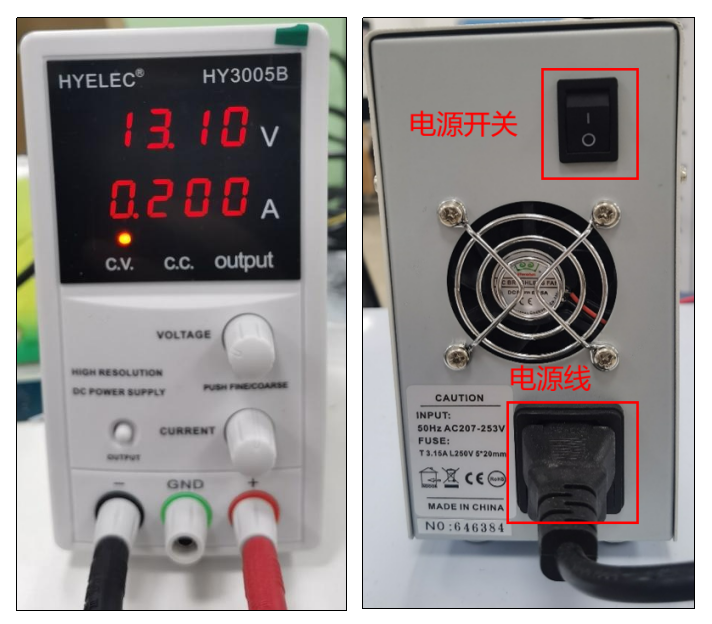 HYELEC® HY3005B
13.10 V
0.200 A
C.V. C.C. output
VOLTAGE
HIGH RESOLUTION
DC POWER SUPPLY
PUSH FINE/COARSE
CURRENT
OUTPUT
− GND +
电源开关
电源线
CAUTION
INPUT:
50Hz AC207-253V
FUSE:
T 3.15A L250V 5*20mm
CE RoHS
MADE IN CHINA
NO:646384